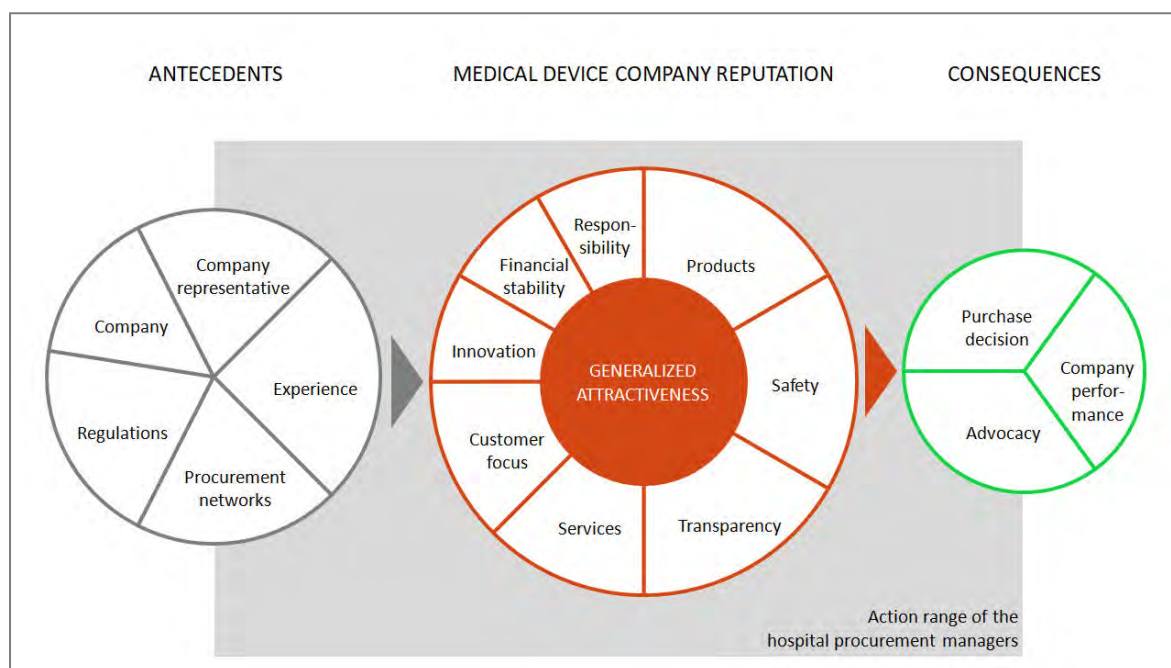 ANTECEDENTS
MEDICAL DEVICE COMPANY REPUTATION
CONSEQUENCES
Company
representative
Company
Experience
Regulations
Procurement
networks
Respon-
sibility
Products
Financial
stability
Innovation
Safety
GENERALIZED
ATTRACTIVENESS
Customer
focus
Services
Transparency
Purchase
decision
Company
perfor-
mance
Advocacy
Action range of the
hospital procurement managers